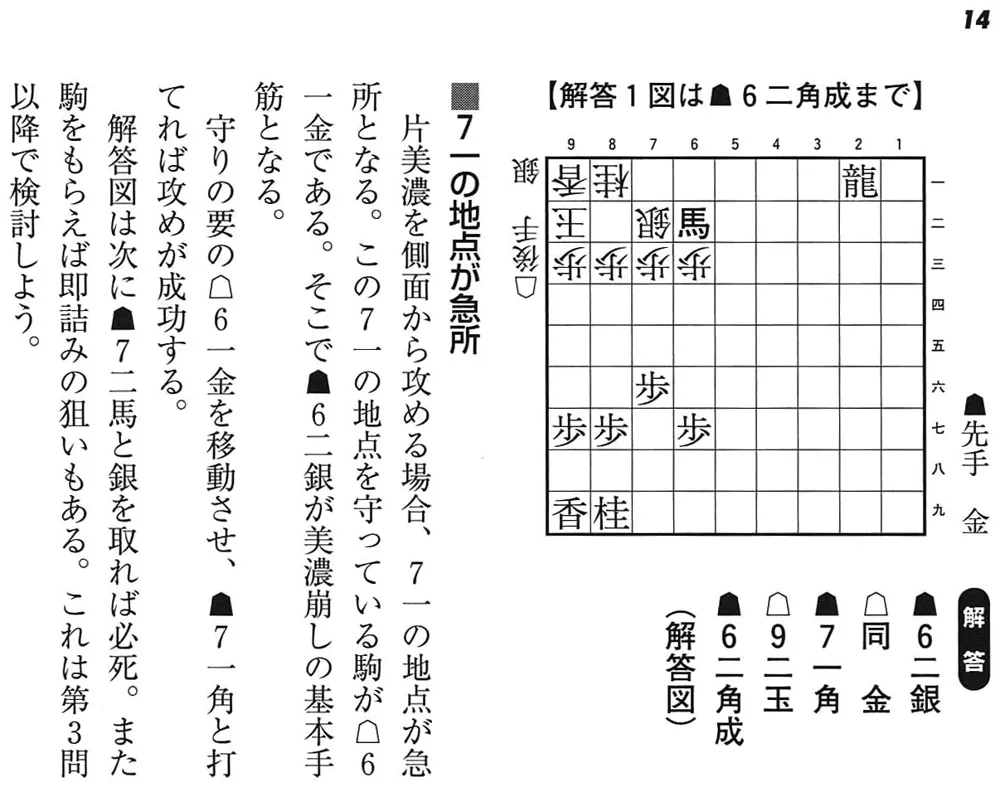 14
【解答1図は☗6二角成まで】
9 8 7 6 5 4 3 2 1
香 桂 龍 一
王 銀 馬 二
歩 歩 歩 歩 三
四
五
歩 六
歩 歩 歩 七
八
香 桂 九
☖後手 銀
☗先手 金
解答
☗6二銀
☖同 金
☗7一角
☖9二玉
☗6二角成
(解答図)
■7一の地点が急所
片美濃を側面から攻める場合、7一の地点が急
所となる。この7一の地点を守っている駒が☖6
一金である。そこで☗6二銀が美濃崩しの基本手
筋となる。
守りの要の☖6一金を移動させ、☗7一角と打
てれば攻めが成功する。
解答図は次に☗7二馬と銀を取れば必死。また
駒をもらえば即詰みの狙いもある。これは第3問
以降で検討しよう。